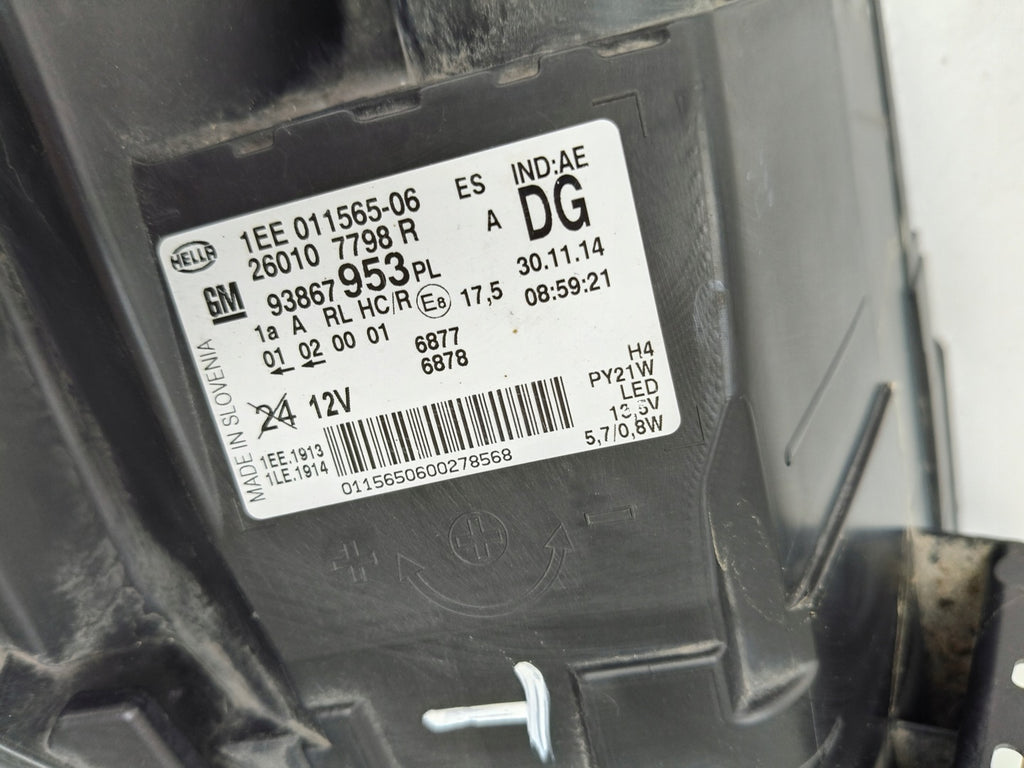 HELLA
1EE 011565-06 ES IND:AE
26010 7798 R A DG
GM 93867 953 PL 30.11.14
1a A RL HC/R E8 17,5 08:59:21
01 02 00 01 6877
6878
24 12V
H4
PY21W
LED
13,5V
5,7/0,8W
1EE.1913
1LE.1914
0115650600278568
MADE IN SLOVENIA